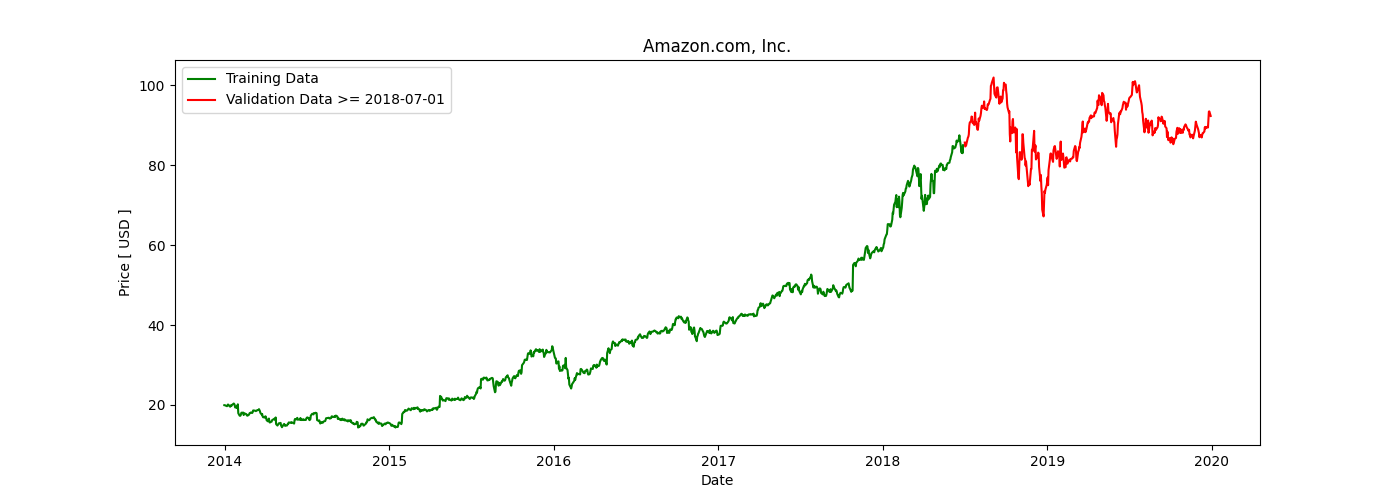 Amazon.com, Inc.
Training Data
Validation Data >= 2018-07-01
Price [ USD ]
100
80
60
40
20
2014 2015 2016 2017 2018 2019 2020
Date